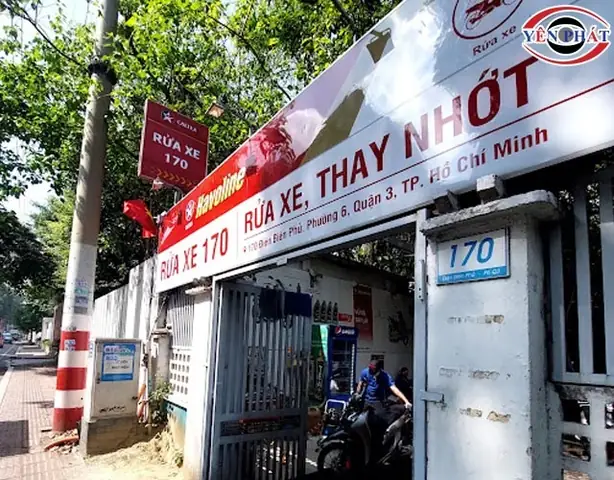 YÊN PHÁT
Rửa xe
CALTEX
RỬA XE
170
Havoline
RỬA XE, THAY NHỚT
RỬA XE 170
170 Điện Biên Phủ, Phường 6, Quận 3, TP. Hồ Chí Minh
170